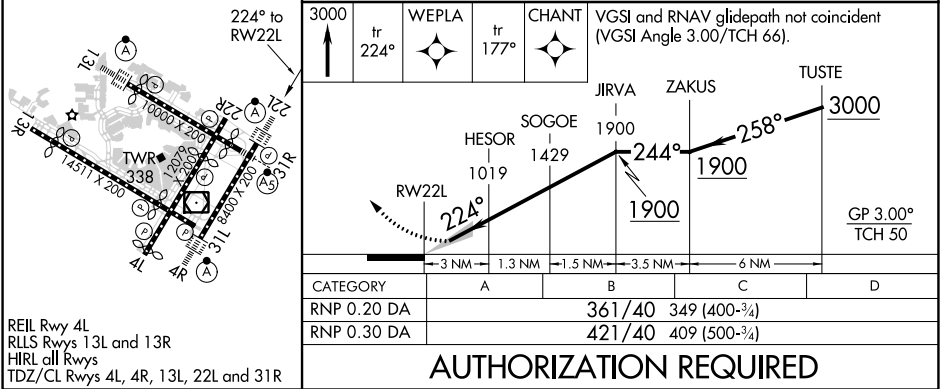 224° to
RW22L
A
13L
P
P
10000 X 200
22R
P
A
22L
13R
P
TWR
338
12079 X 200
P
P
31R
A5
14511 X 200
P
8400 X 200
P
31L
4L
4R
A
REIL Rwy 4L
RLLS Rwys 13L and 13R
HIRL all Rwys
TDZ/CL Rwys 4L, 4R, 13L, 22L and 31R
3000
tr
224°
WEPLA
tr
177°
CHANT
VGSI and RNAV glidepath not coincident
(VGSI Angle 3.00/TCH 66).
TUSTE
ZAKUS
JIRVA
3000
SOGOE
1900
258°
HESOR
1429
244°
1900
1019
RW22L
224°
1900
GP 3.00°
TCH 50
3 NM 1.3 NM 1.5 NM 3.5 NM 6 NM
CATEGORY A B C D
RNP 0.20 DA 361/40 349 (400-¾)
RNP 0.30 DA 421/40 409 (500-¾)
AUTHORIZATION REQUIRED